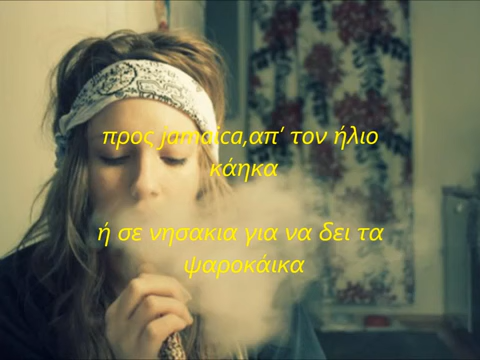 προς jamaica,απ' τον ήλιο
κάηκα
ή σε νησακια για να δει τα
ψαροκάικα